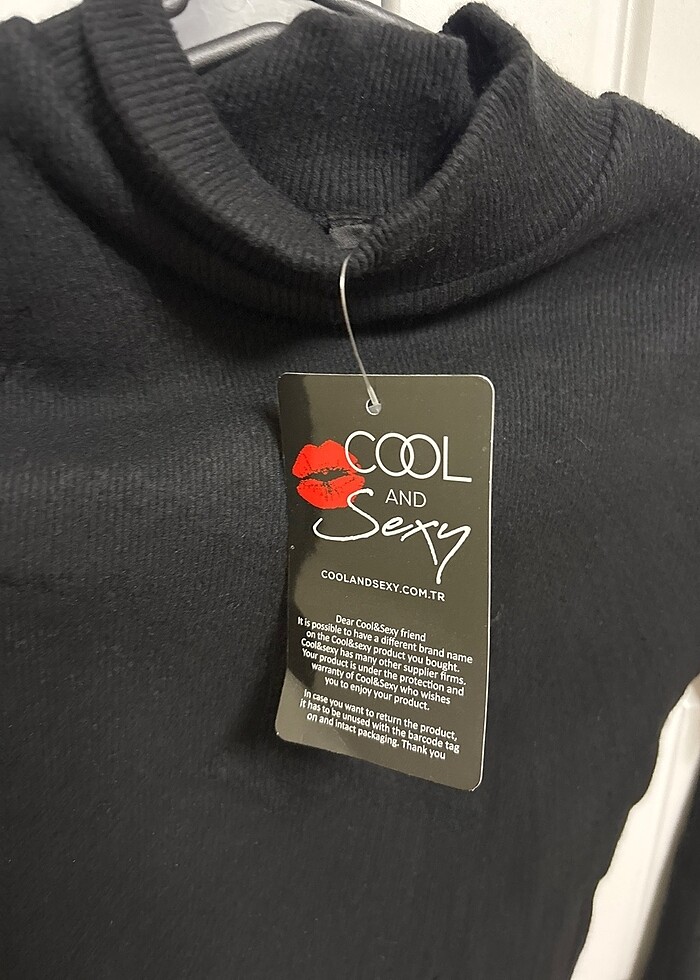 COOL
AND
Sexy
COOLANDSEXY.COM.TR
Dear Cool&Sexy friend
It is possible to have a different brand name
on the Cool&sexy product you bought.
Cool&sexy has many other supplier firms.
Your product is under the protection and
warranty of Cool&Sexy who wishes
you to enjoy your product.
In case you want to return the product,
it has to be unused with the barcode tag
on and intact packaging. Thank you